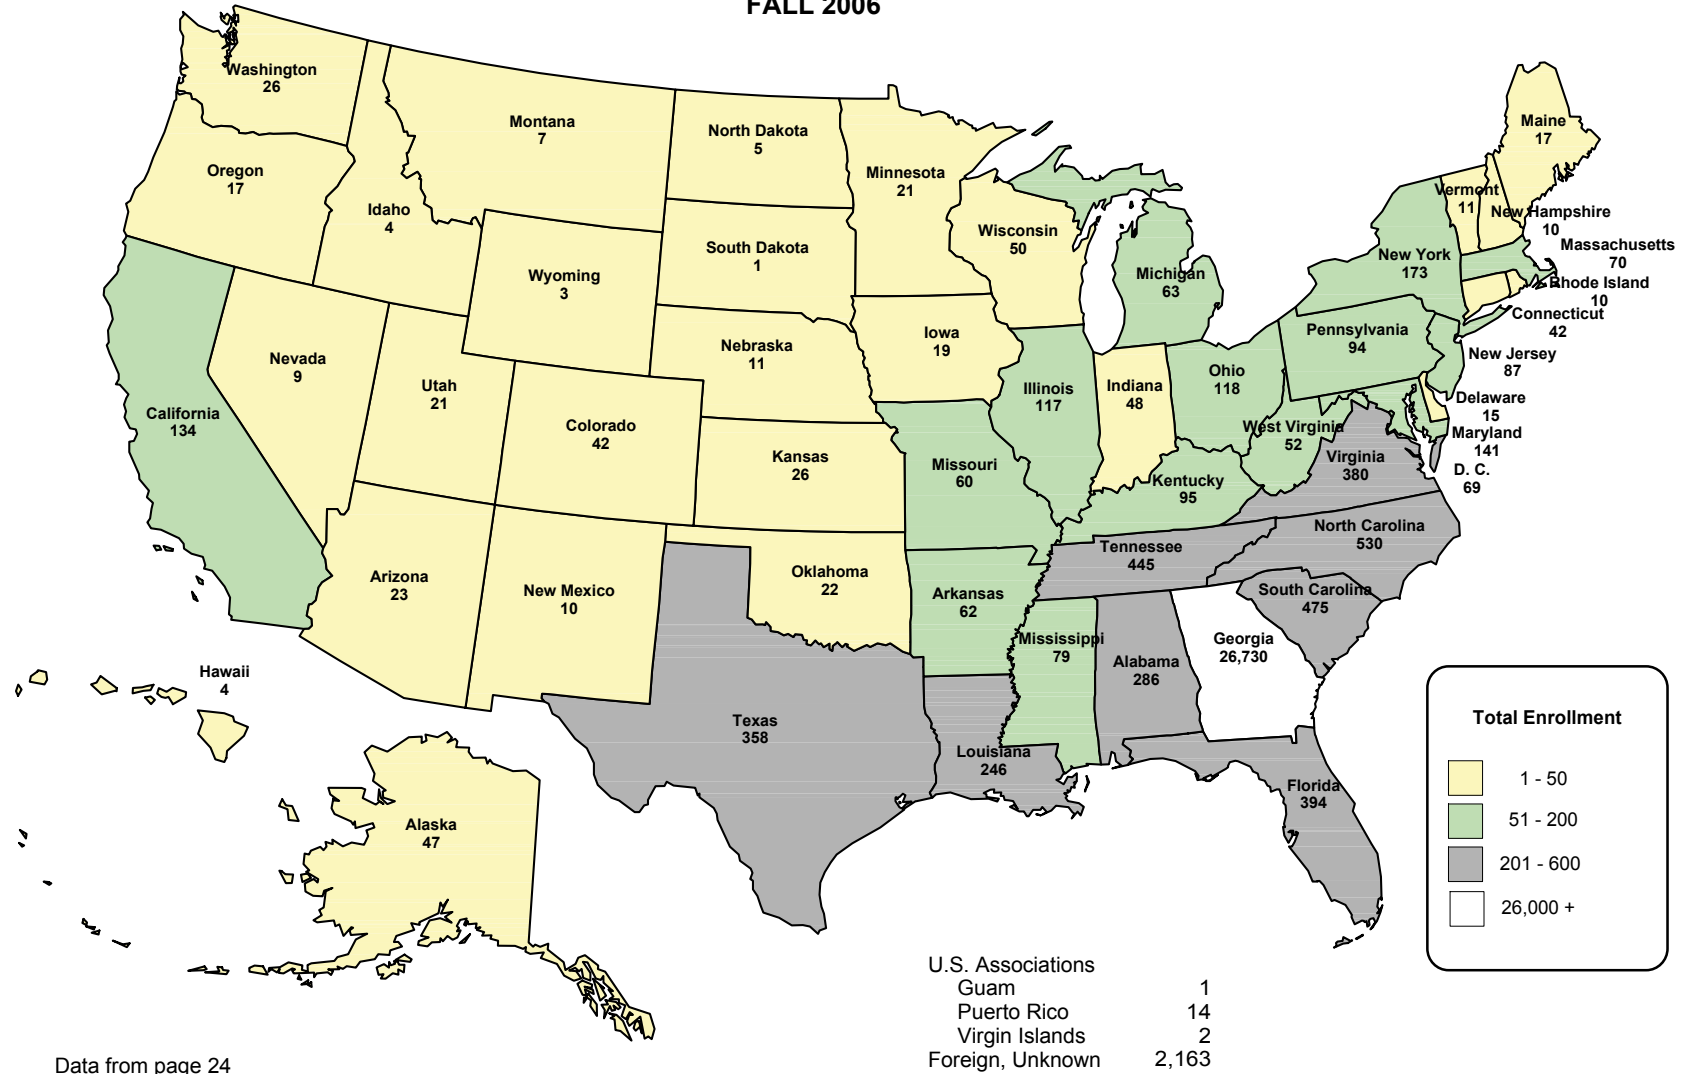 FALL 2006
Washington
26
Oregon
17
Idaho
4
Montana
7
North Dakota
5
Minnesota
21
South Dakota
1
Wyoming
3
Wisconsin
50
Michigan
63
Maine
17
Vermont
11
New Hampshire
10
Massachusetts
70
New York
173
Rhode Island
10
Connecticut
42
Pennsylvania
94
New Jersey
87
Nevada
9
Utah
21
California
134
Colorado
42
Nebraska
11
Iowa
19
Kansas
26
Illinois
117
Indiana
48
Ohio
118
Delaware
15
Maryland
141
D. C.
69
West Virginia
52
Virginia
380
Missouri
60
Kentucky
95
North Carolina
530
Tennessee
445
South Carolina
475
Arizona
23
New Mexico
10
Oklahoma
22
Arkansas
62
Mississippi
79
Alabama
286
Georgia
26,730
Hawaii
4
Texas
358
Louisiana
246
Florida
394
Alaska
47
Total Enrollment
1 - 50
51 - 200
201 - 600
26,000 +
U.S. Associations
Guam 1
Puerto Rico 14
Virgin Islands 2
Foreign, Unknown 2,163
Data from page 24